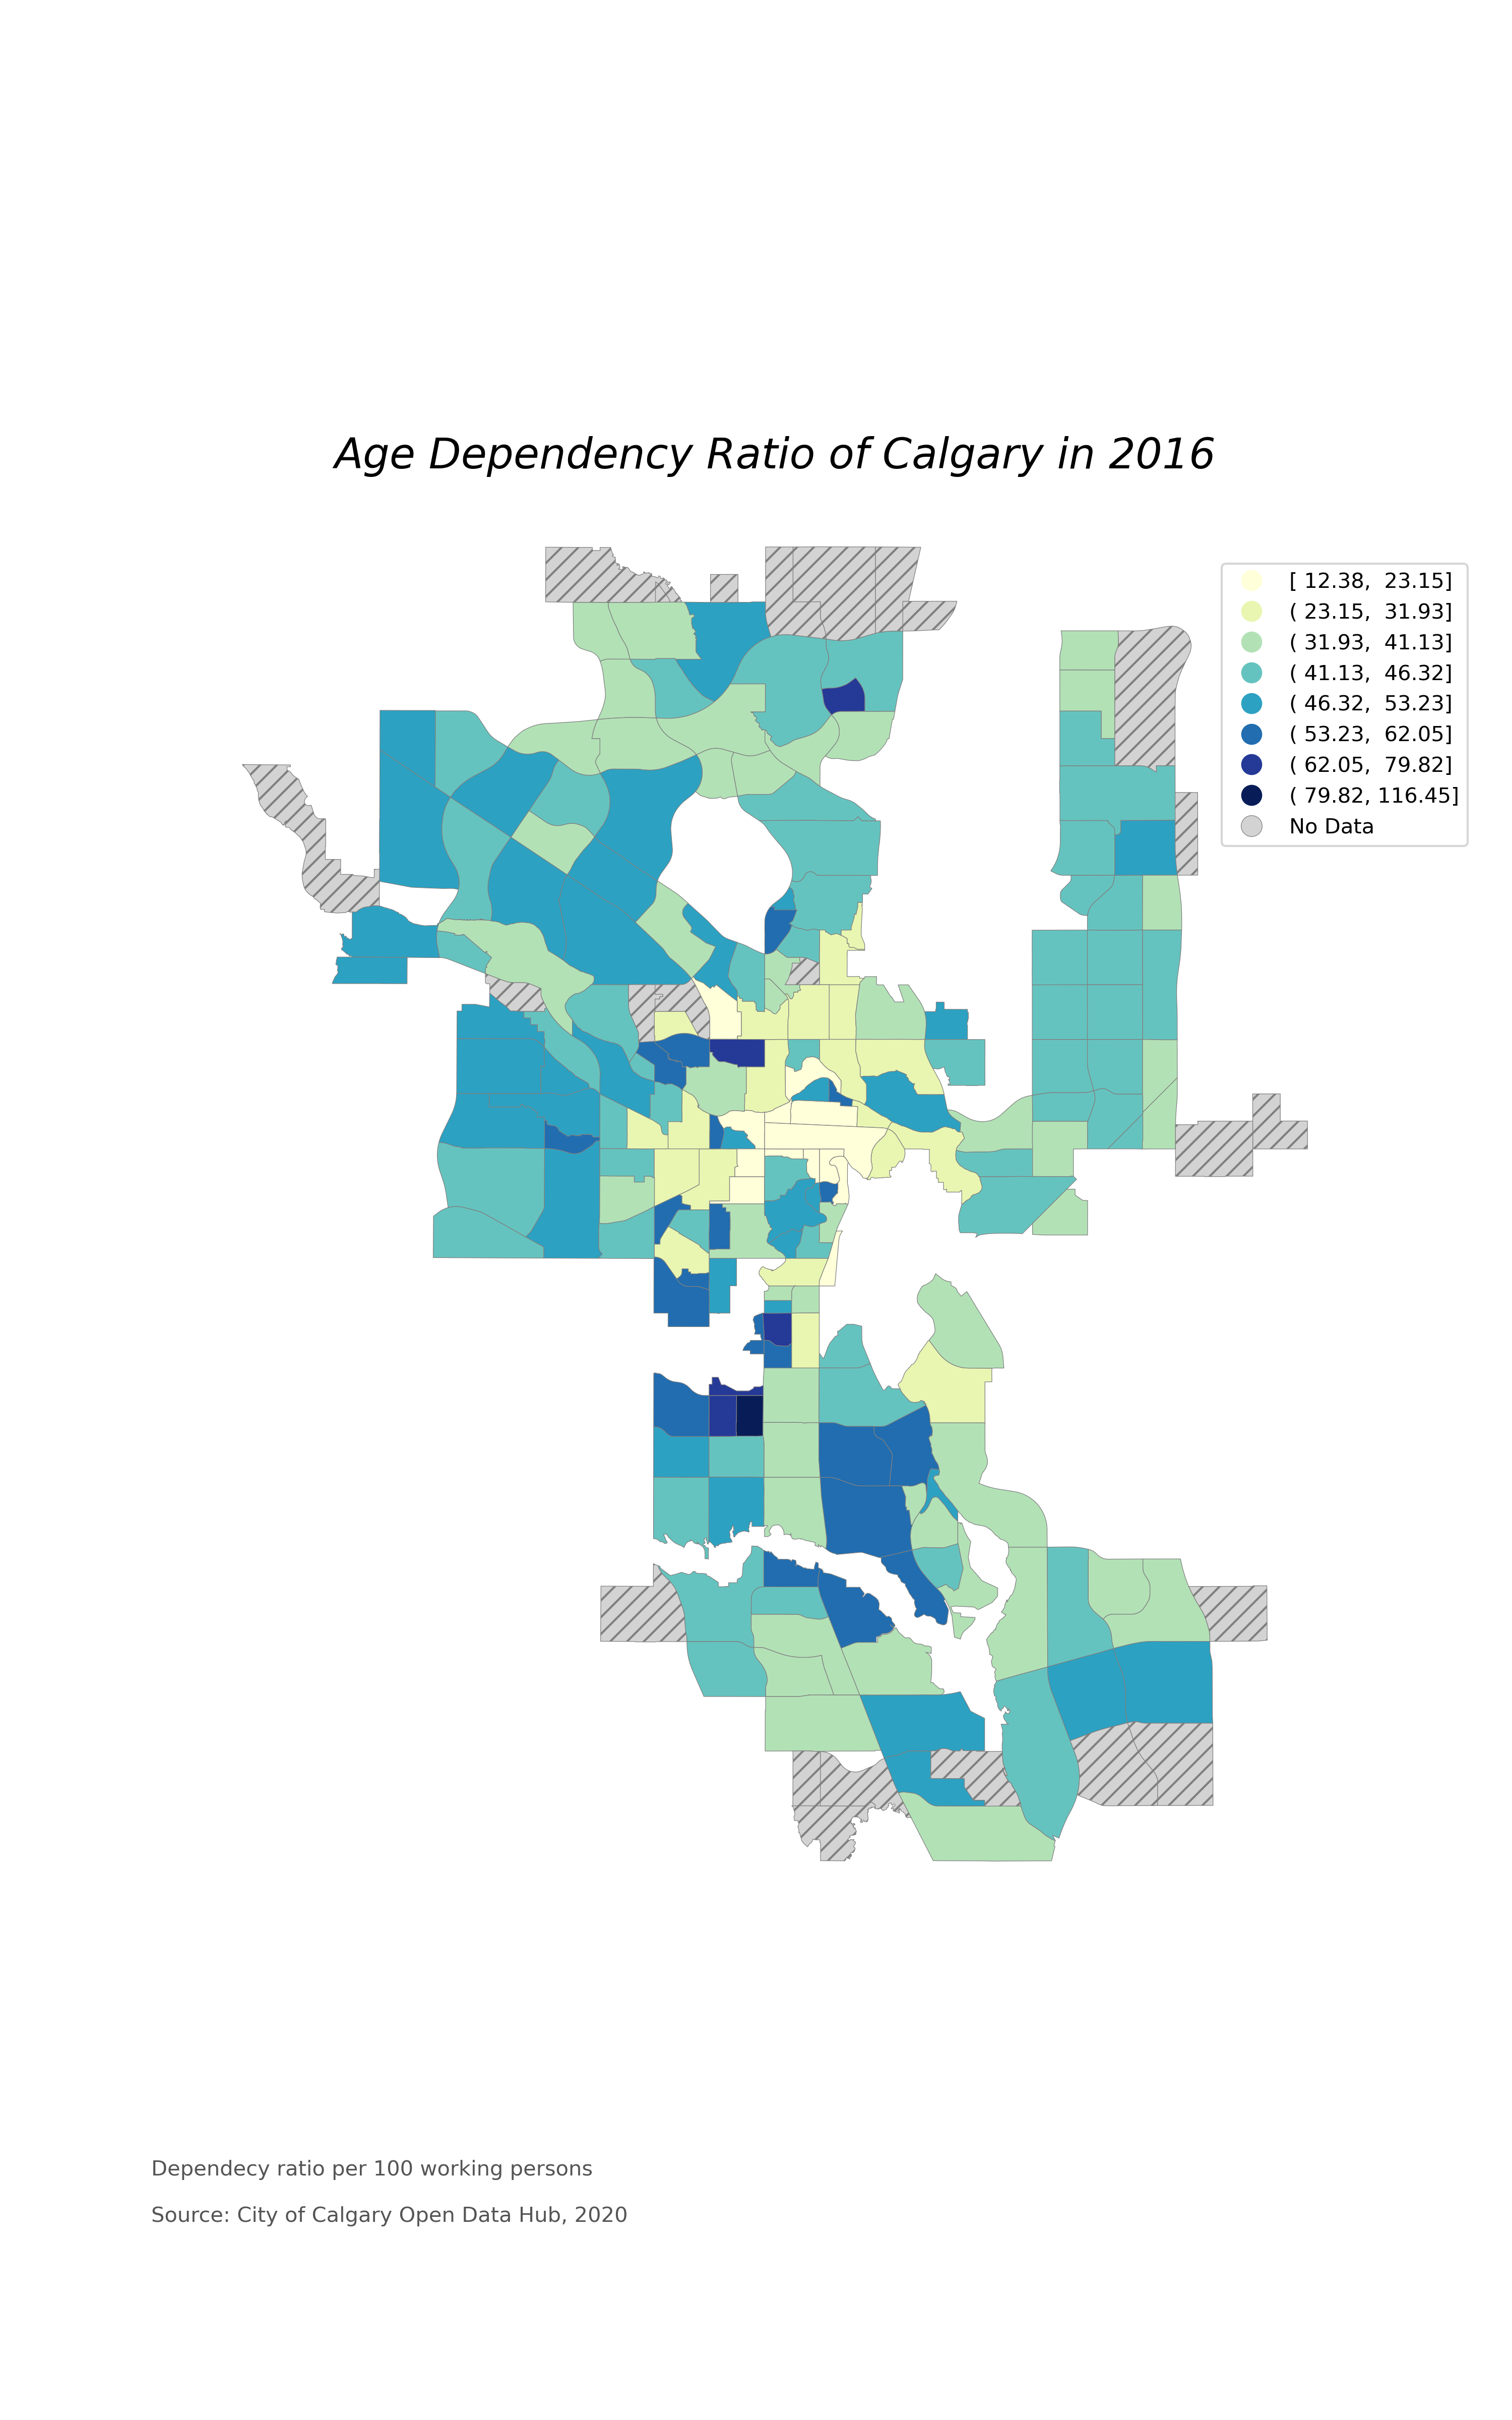 Age Dependency Ratio of Calgary in 2016
[ 12.38,  23.15]
( 23.15,  31.93]
( 31.93,  41.13]
( 41.13,  46.32]
( 46.32,  53.23]
( 53.23,  62.05]
( 62.05,  79.82]
( 79.82, 116.45]
No Data
Dependecy ratio per 100 working persons
Source: City of Calgary Open Data Hub, 2020